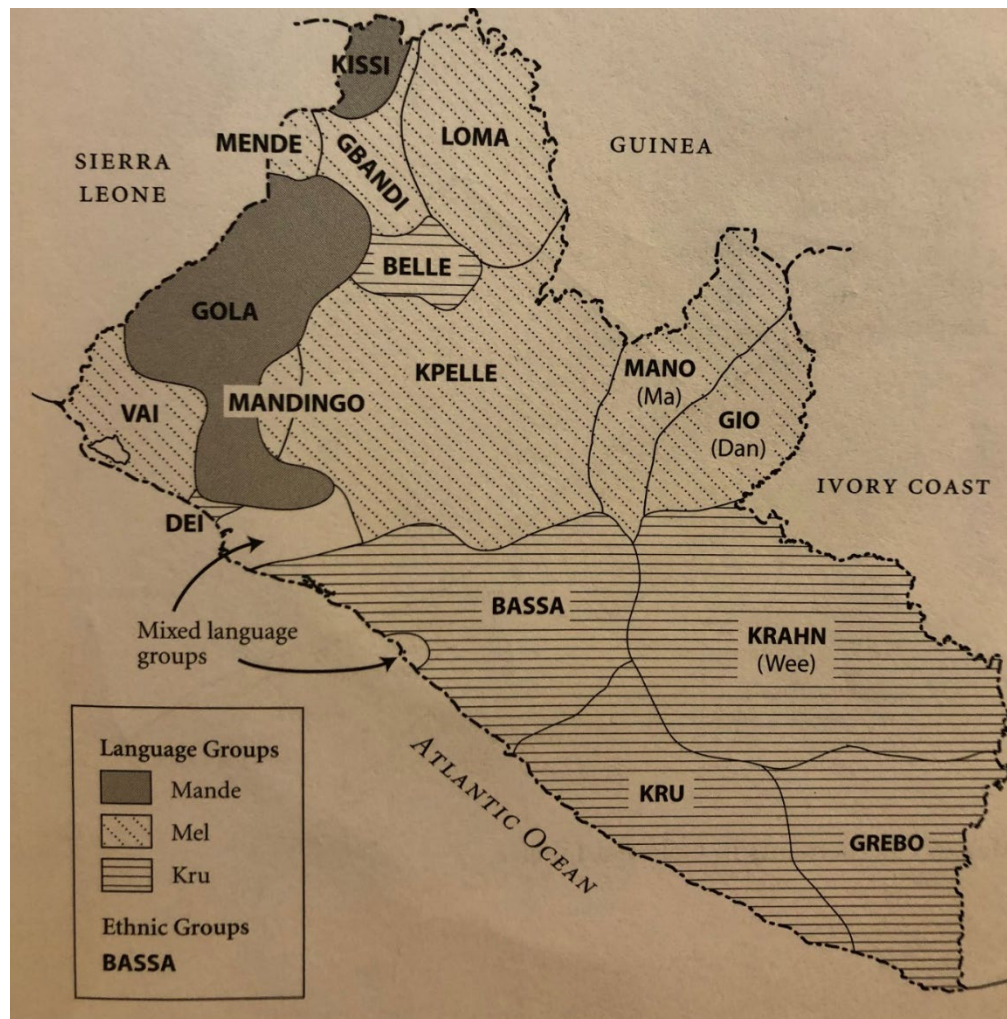 KISSI
MENDE
GBANDI
LOMA
GUINEA
SIERRA
LEONE
BELLE
GOLA
KPELLE
MANO
(Ma)
VAI
MANDINGO
GIO
(Dan)
IVORY COAST
DEI
BASSA
KRAHN
(Wee)
Mixed language
groups
ATLANTIC OCEAN
KRU
GREBO
Language Groups
Mande
Mel
Kru
Ethnic Groups
BASSA